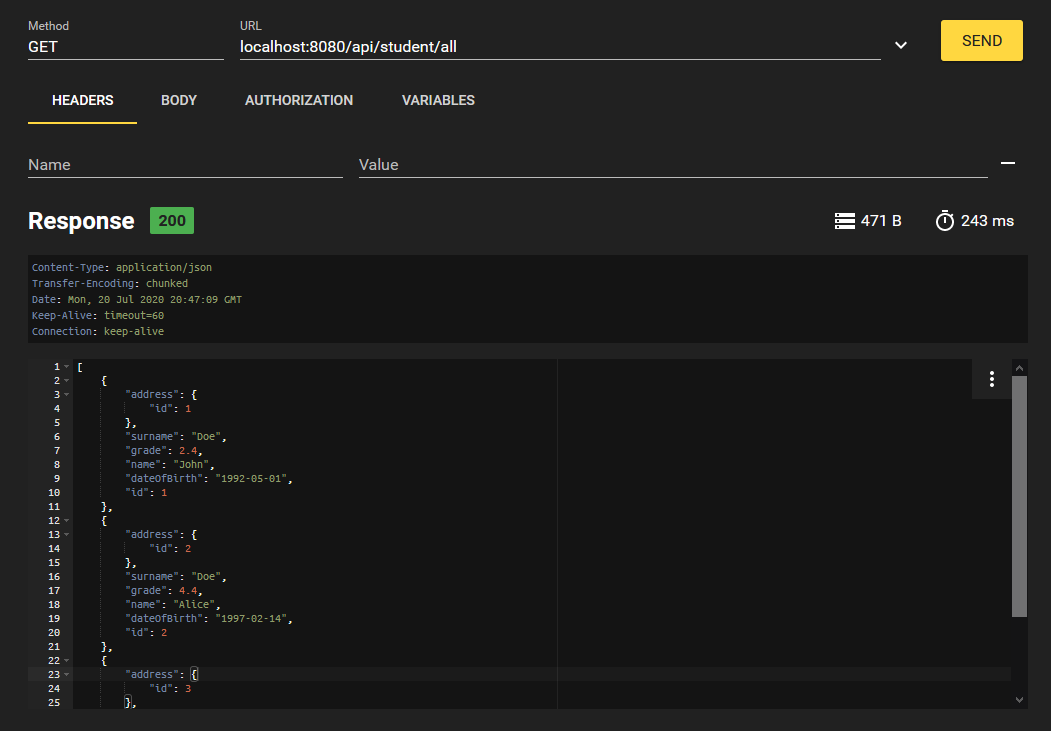 Method URL
GET localhost:8080/api/student/all SEND
HEADERS BODY AUTHORIZATION VARIABLES
Name Value
Response 200 471 B 243 ms
Content-Type: application/json
Transfer-Encoding: chunked
Date: Mon, 20 Jul 2020 20:47:09 GMT
Keep-Alive: timeout=60
Connection: keep-alive
1 [
2 {
3 "address": {
4 "id": 1
5 },
6 "surname": "Doe",
7 "grade": 2.4,
8 "name": "John",
9 "dateOfBirth": "1992-05-01",
10 "id": 1
11 },
12 {
13 "address": {
14 "id": 2
15 },
16 "surname": "Doe",
17 "grade": 4.4,
18 "name": "Alice",
19 "dateOfBirth": "1997-02-14",
20 "id": 2
21 },
22 {
23 "address": {
24 "id": 3
25 },